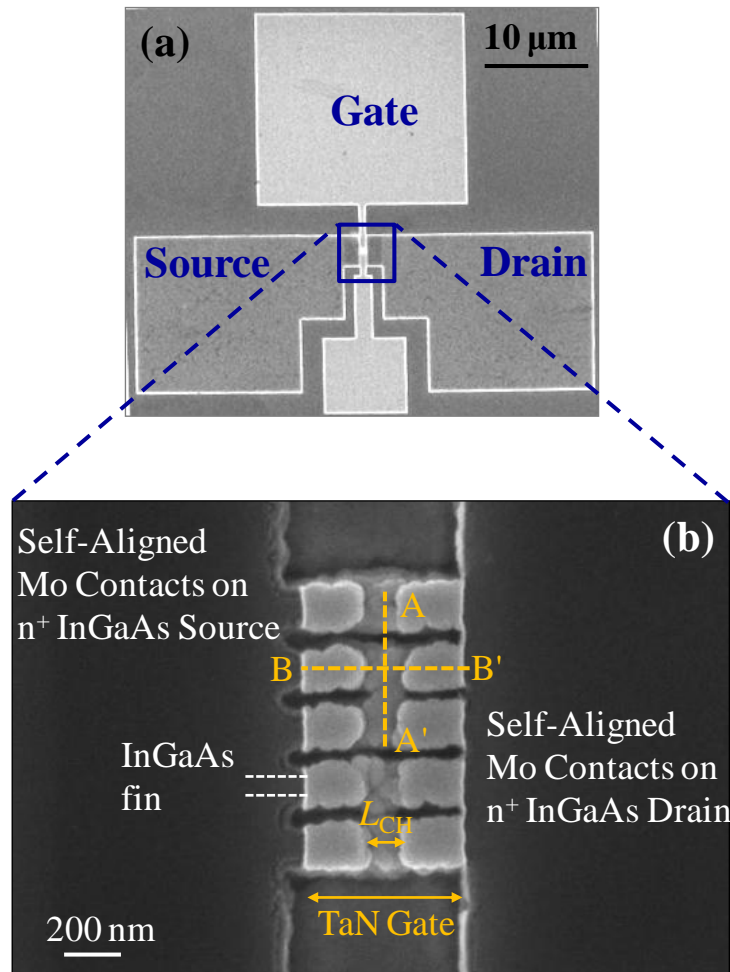 (a)
10 μm
Gate
Source
Drain
(b)
Self-Aligned
Mo Contacts on
n⁺ InGaAs Source
A
B
B'
A'
InGaAs
fin
Self-Aligned
Mo Contacts on
n⁺ InGaAs Drain
L_CH
TaN Gate
200 nm